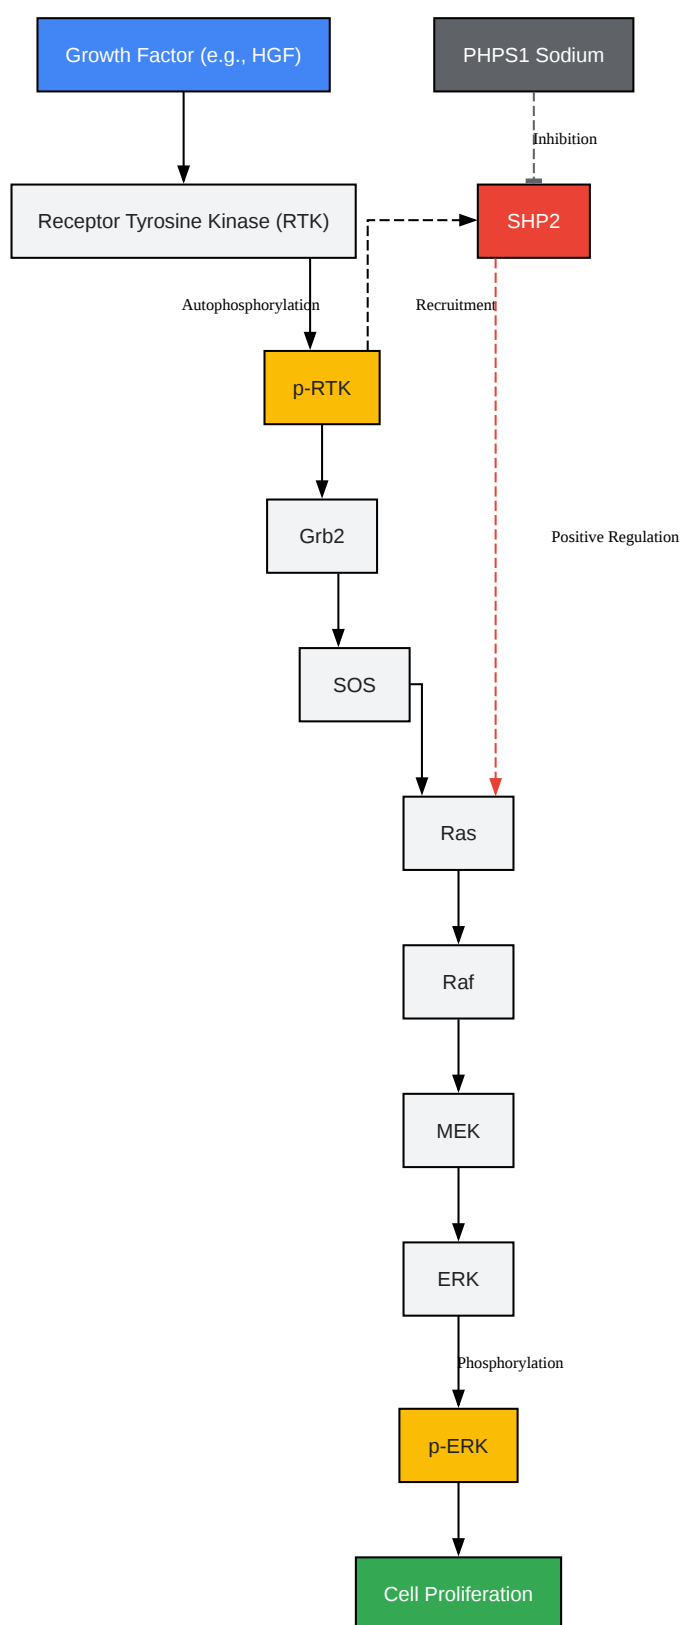 Growth Factor (e.g., HGF)
PHPS1 Sodium
Inhibition
Receptor Tyrosine Kinase (RTK)
SHP2
Autophosphorylation
Recruitment
p-RTK
Grb2
Positive Regulation
SOS
Ras
Raf
MEK
ERK
Phosphorylation
p-ERK
Cell Proliferation